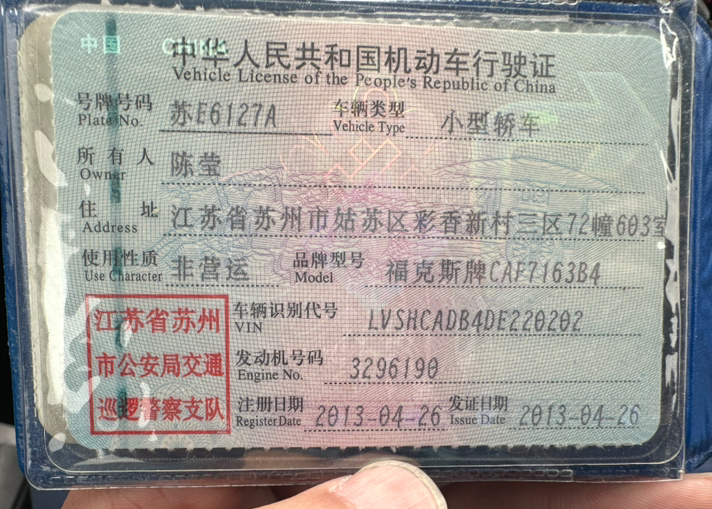 中国 CHINA
中华人民共和国机动车行驶证
Vehicle License of the People's Republic of China
号牌号码 苏E6127A 车辆类型 小型轿车
Plate No. Vehicle Type
所有人 陈莹
Owner
住址 江苏省苏州市姑苏区彩香新村三区72幢603室
Address
使用性质 非营运 品牌型号 福克斯牌CAF7163B4
Use Character Model
江苏省苏州
市公安局交通
巡逻警察支队
车辆识别代号 LVSHCADB4DE220202
VIN
发动机号码 3296190
Engine No.
注册日期 2013-04-26 发证日期 2013-04-26
Register Date Issue Date